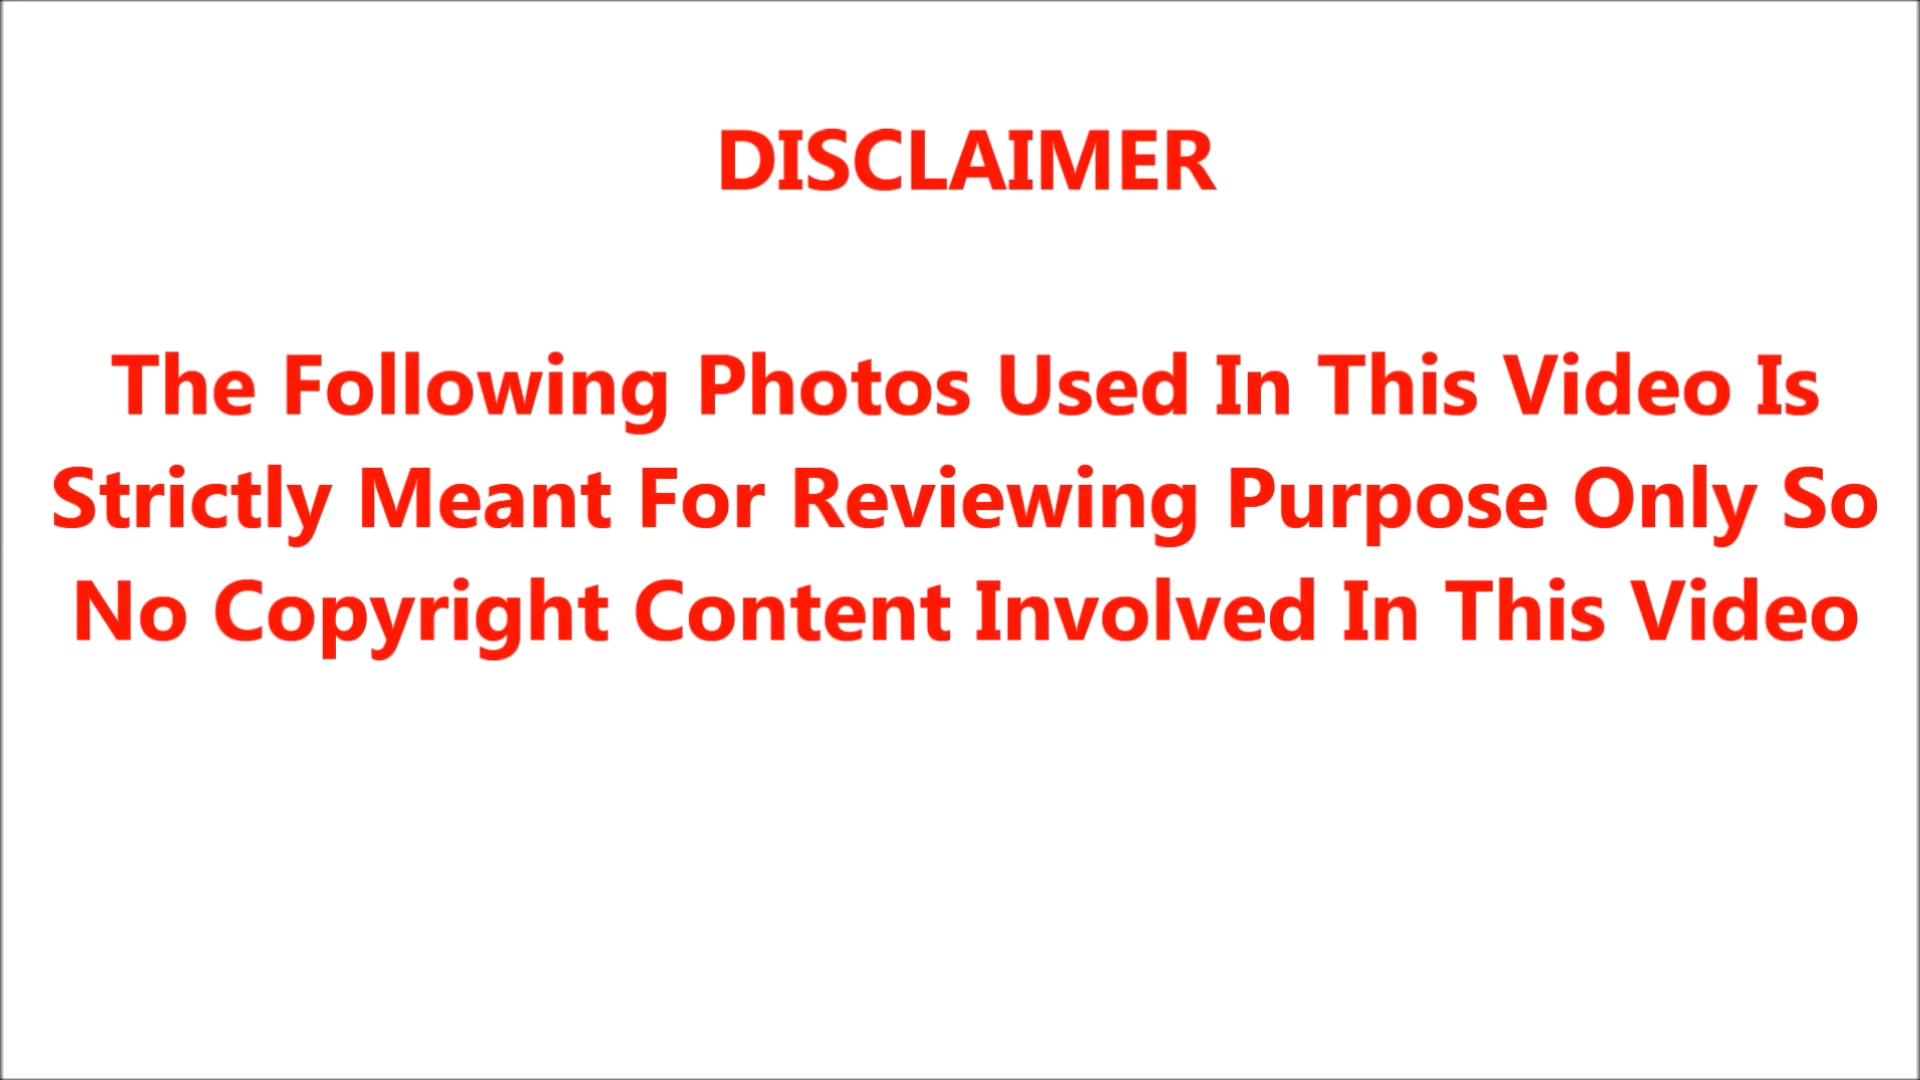 DISCLAIMER
The Following Photos Used In This Video Is
Strictly Meant For Reviewing Purpose Only So
No Copyright Content Involved In This Video